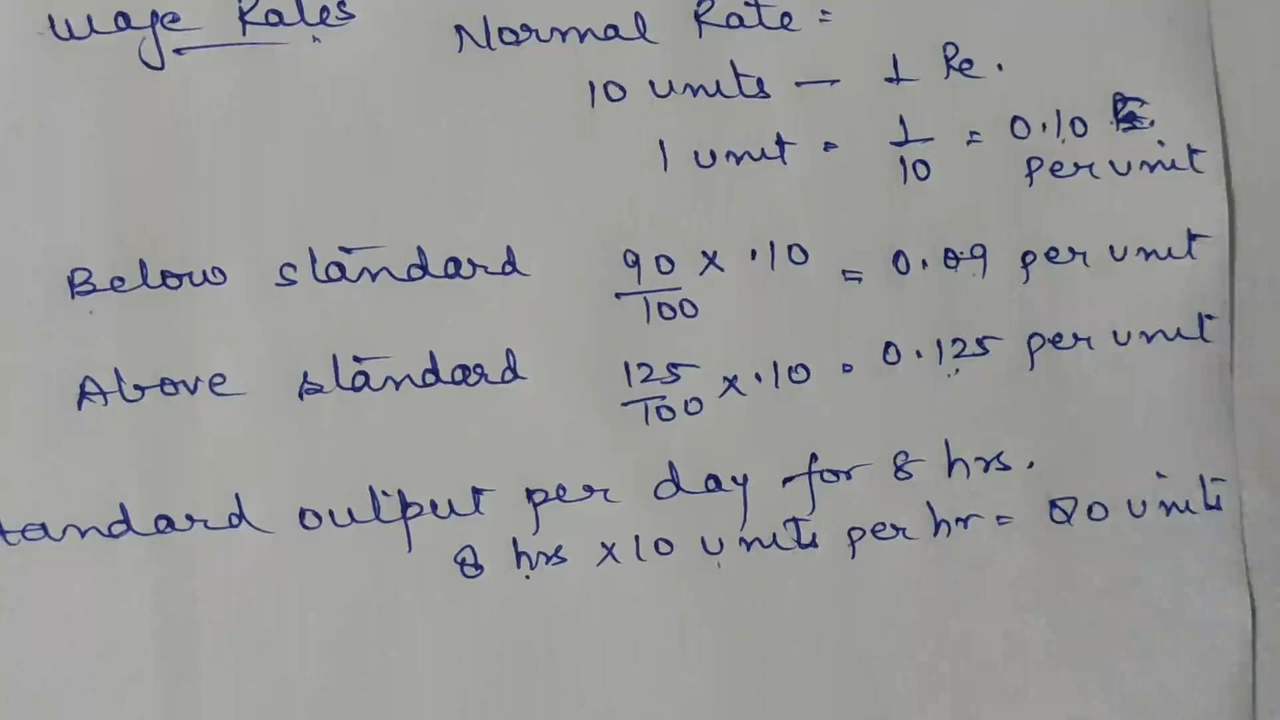 Wage Rates
Normal Rate =
10 units — 1 Re.
1 unit = 1/10 = 0.10
per unit
Below standard 90/100 x .10 = 0.09 per unit
Above standard 125/100 x .10 = 0.125 per unit
tandard output per day for 8 hrs.
8 hrs x 10 units per hr = 80 units